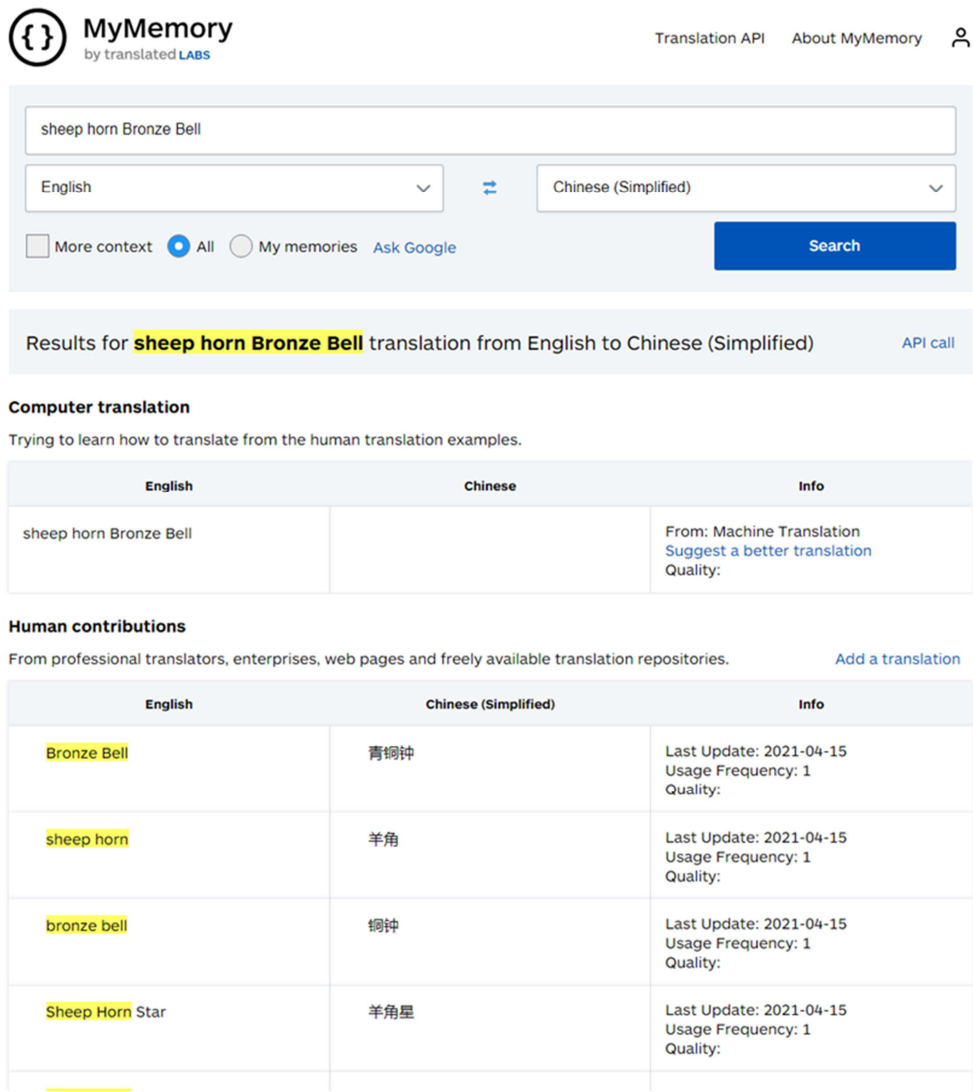 {}
MyMemory
by translated LABS
Translation API About MyMemory
sheep horn Bronze Bell
English Chinese (Simplified)
More context All My memories Ask Google Search
Results for sheep horn Bronze Bell translation from English to Chinese (Simplified) API call
Computer translation
Trying to learn how to translate from the human translation examples.
English Chinese Info
sheep horn Bronze Bell
From: Machine Translation
Suggest a better translation
Quality:
Human contributions
From professional translators, enterprises, web pages and freely available translation repositories. Add a translation
English Chinese (Simplified) Info
Bronze Bell 青铜钟
Last Update: 2021-04-15
Usage Frequency: 1
Quality:
sheep horn 羊角
Last Update: 2021-04-15
Usage Frequency: 1
Quality:
bronze bell 铜钟
Last Update: 2021-04-15
Usage Frequency: 1
Quality:
Sheep Horn Star 羊角星
Last Update: 2021-04-15
Usage Frequency: 1
Quality: